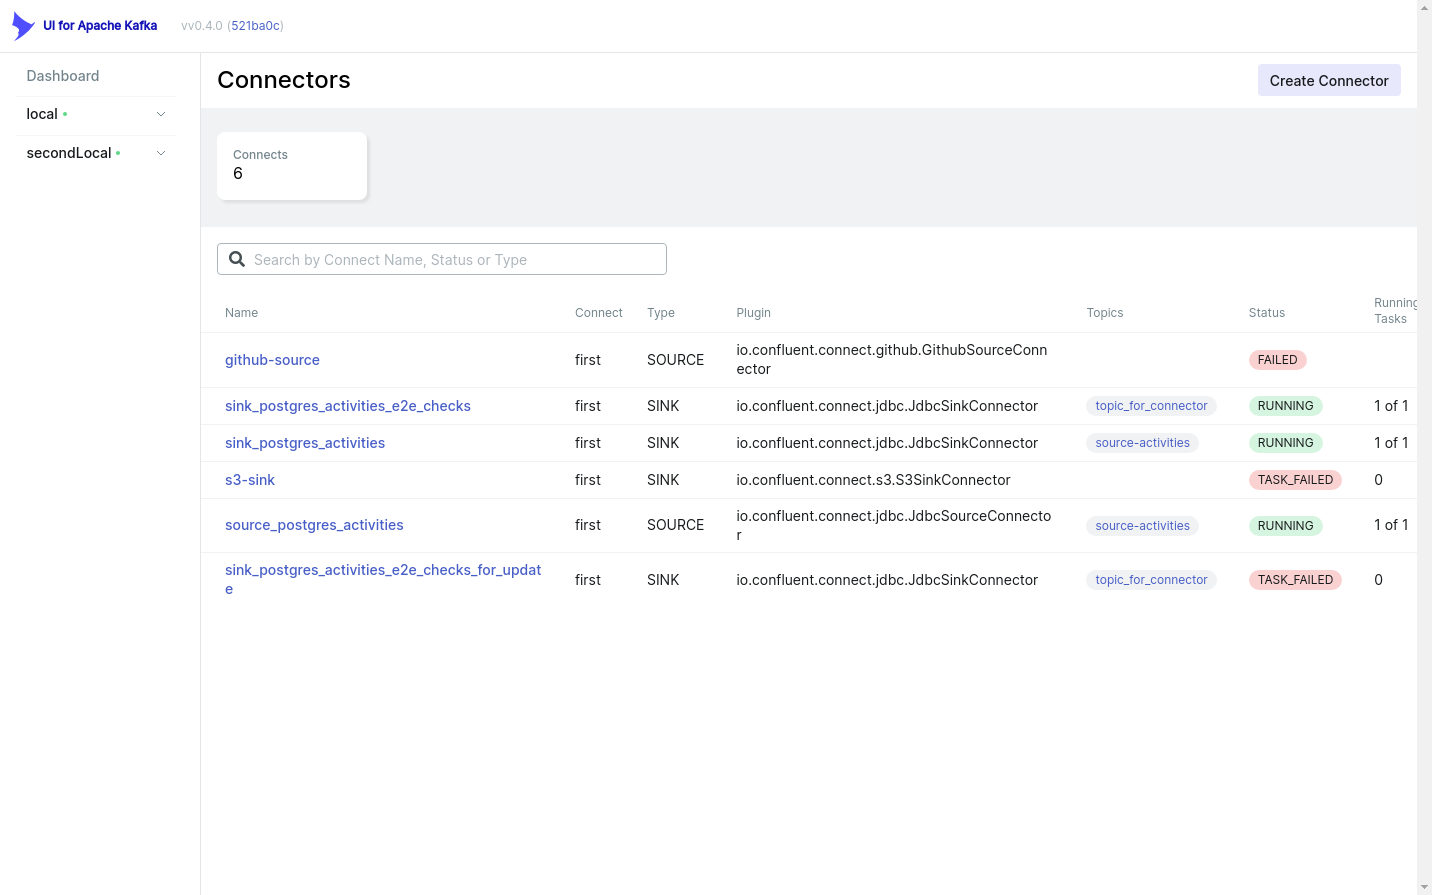 UI for Apache Kafka
vv0.4.0 (521ba0c)
Dashboard
local
secondLocal
Connectors
Create Connector
Connects
6
Search by Connect Name, Status or Type
Name Connect Type Plugin Topics Status Running
Tasks
github-source first SOURCE io.confluent.connect.github.GithubSourceConn
ector FAILED
sink_postgres_activities_e2e_checks first SINK io.confluent.connect.jdbc.JdbcSinkConnector topic_for_connector RUNNING 1 of 1
sink_postgres_activities first SINK io.confluent.connect.jdbc.JdbcSinkConnector source-activities RUNNING 1 of 1
s3-sink first SINK io.confluent.connect.s3.S3SinkConnector TASK_FAILED 0
source_postgres_activities first SOURCE io.confluent.connect.jdbc.JdbcSourceConnecto
r source-activities RUNNING 1 of 1
sink_postgres_activities_e2e_checks_for_updat
e first SINK io.confluent.connect.jdbc.JdbcSinkConnector topic_for_connector TASK_FAILED 0